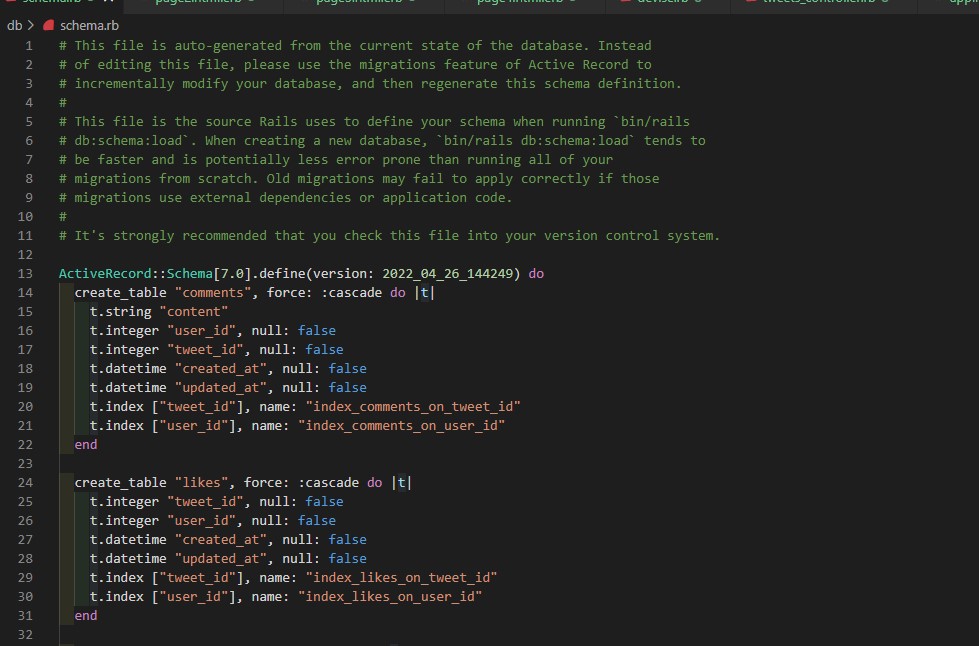 db > schema.rb
1 # This file is auto-generated from the current state of the database. Instead
2 # of editing this file, please use the migrations feature of Active Record to
3 # incrementally modify your database, and then regenerate this schema definition.
4 #
5 # This file is the source Rails uses to define your schema when running `bin/rails
6 # db:schema:load`. When creating a new database, `bin/rails db:schema:load` tends to
7 # be faster and is potentially less error prone than running all of your
8 # migrations from scratch. Old migrations may fail to apply correctly if those
9 # migrations use external dependencies or application code.
10 #
11 # It's strongly recommended that you check this file into your version control system.
12
13 ActiveRecord::Schema[7.0].define(version: 2022_04_26_144249) do
14   create_table "comments", force: :cascade do |t|
15     t.string "content"
16     t.integer "user_id", null: false
17     t.integer "tweet_id", null: false
18     t.datetime "created_at", null: false
19     t.datetime "updated_at", null: false
20     t.index ["tweet_id"], name: "index_comments_on_tweet_id"
21     t.index ["user_id"], name: "index_comments_on_user_id"
22   end
23
24   create_table "likes", force: :cascade do |t|
25     t.integer "tweet_id", null: false
26     t.integer "user_id", null: false
27     t.datetime "created_at", null: false
28     t.datetime "updated_at", null: false
29     t.index ["tweet_id"], name: "index_likes_on_tweet_id"
30     t.index ["user_id"], name: "index_likes_on_user_id"
31   end
32